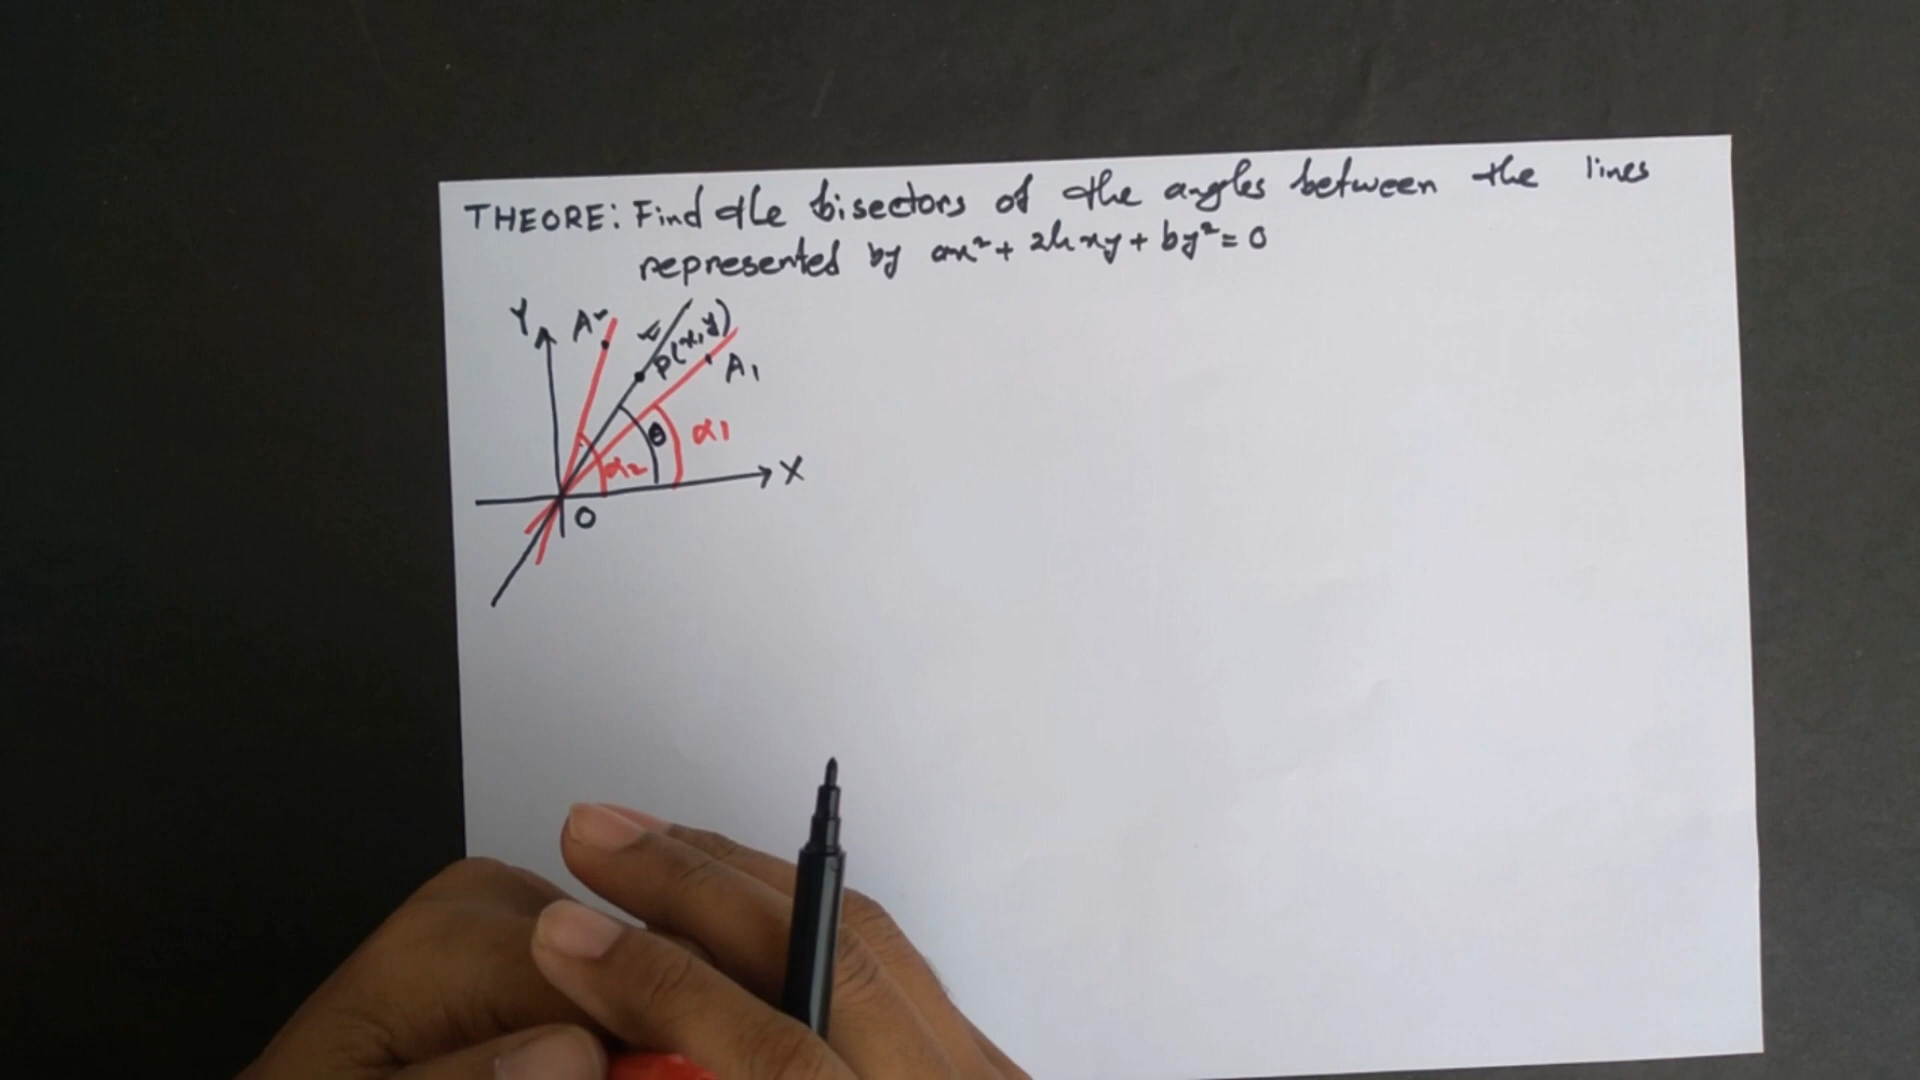 THEORE: Find the bisectors of the angles between the lines
represented by ax²+ 2hxy + by² = 0
Y
A₂
P(x,y)
A₁
θ
α₁
α₂
X
O